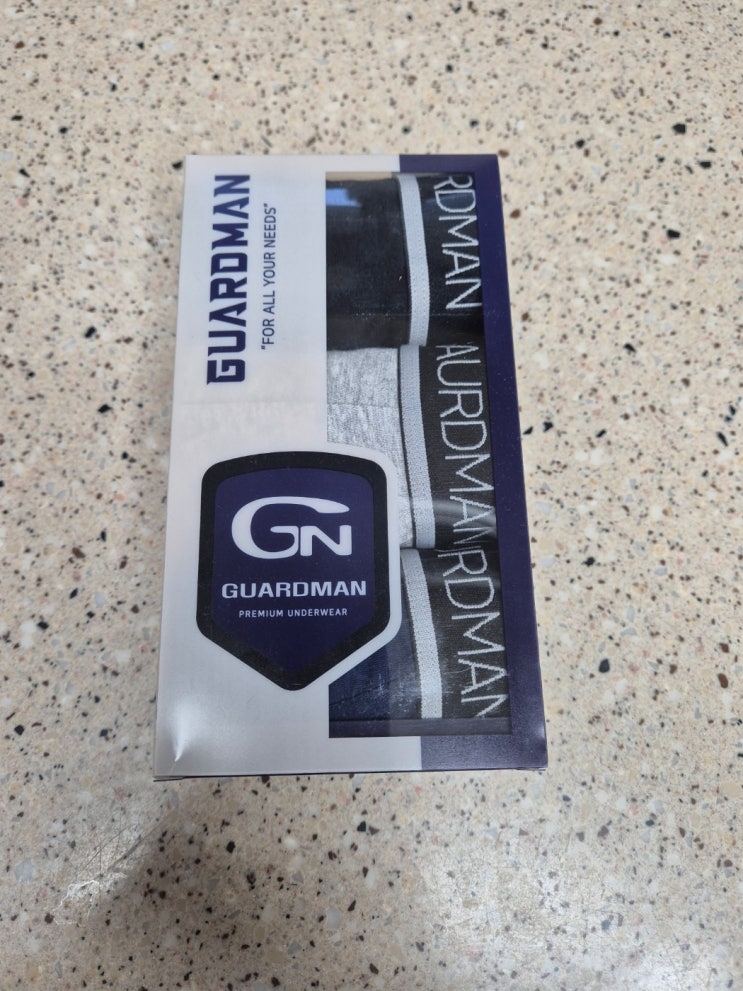 GUARDMAN
"FOR ALL YOUR NEEDS"
RDMAN
AURDMAN
RDMAN
GN
GUARDMAN
PREMIUM UNDERWEAR